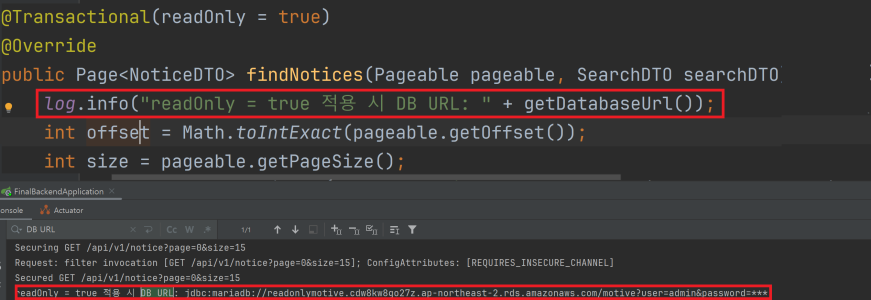 @Transactional(readOnly = true)
@Override
public Page<NoticeDTO> findNotices(Pageable pageable, SearchDTO searchDTO)
log.info("readOnly = true 적용 시 DB URL: " + getDatabaseUrl());
int offset = Math.toIntExact(pageable.getOffset());
int size = pageable.getPageSize();
FinalBackendApplication
onsole Actuator
DB URL Cc W .* 1/1
Securing GET /api/v1/notice?page=0&size=15
Request: filter invocation [GET /api/v1/notice?page=0&size=15]; ConfigAttributes: [REQUIRES_INSECURE_CHANNEL]
Secured GET /api/v1/notice?page=0&size=15
readOnly = true 적용 시 DB URL: jdbc:mariadb://readonlymotive.cdw8kw8qo27z.ap-northeast-2.rds.amazonaws.com/motive?user=admin&password=***